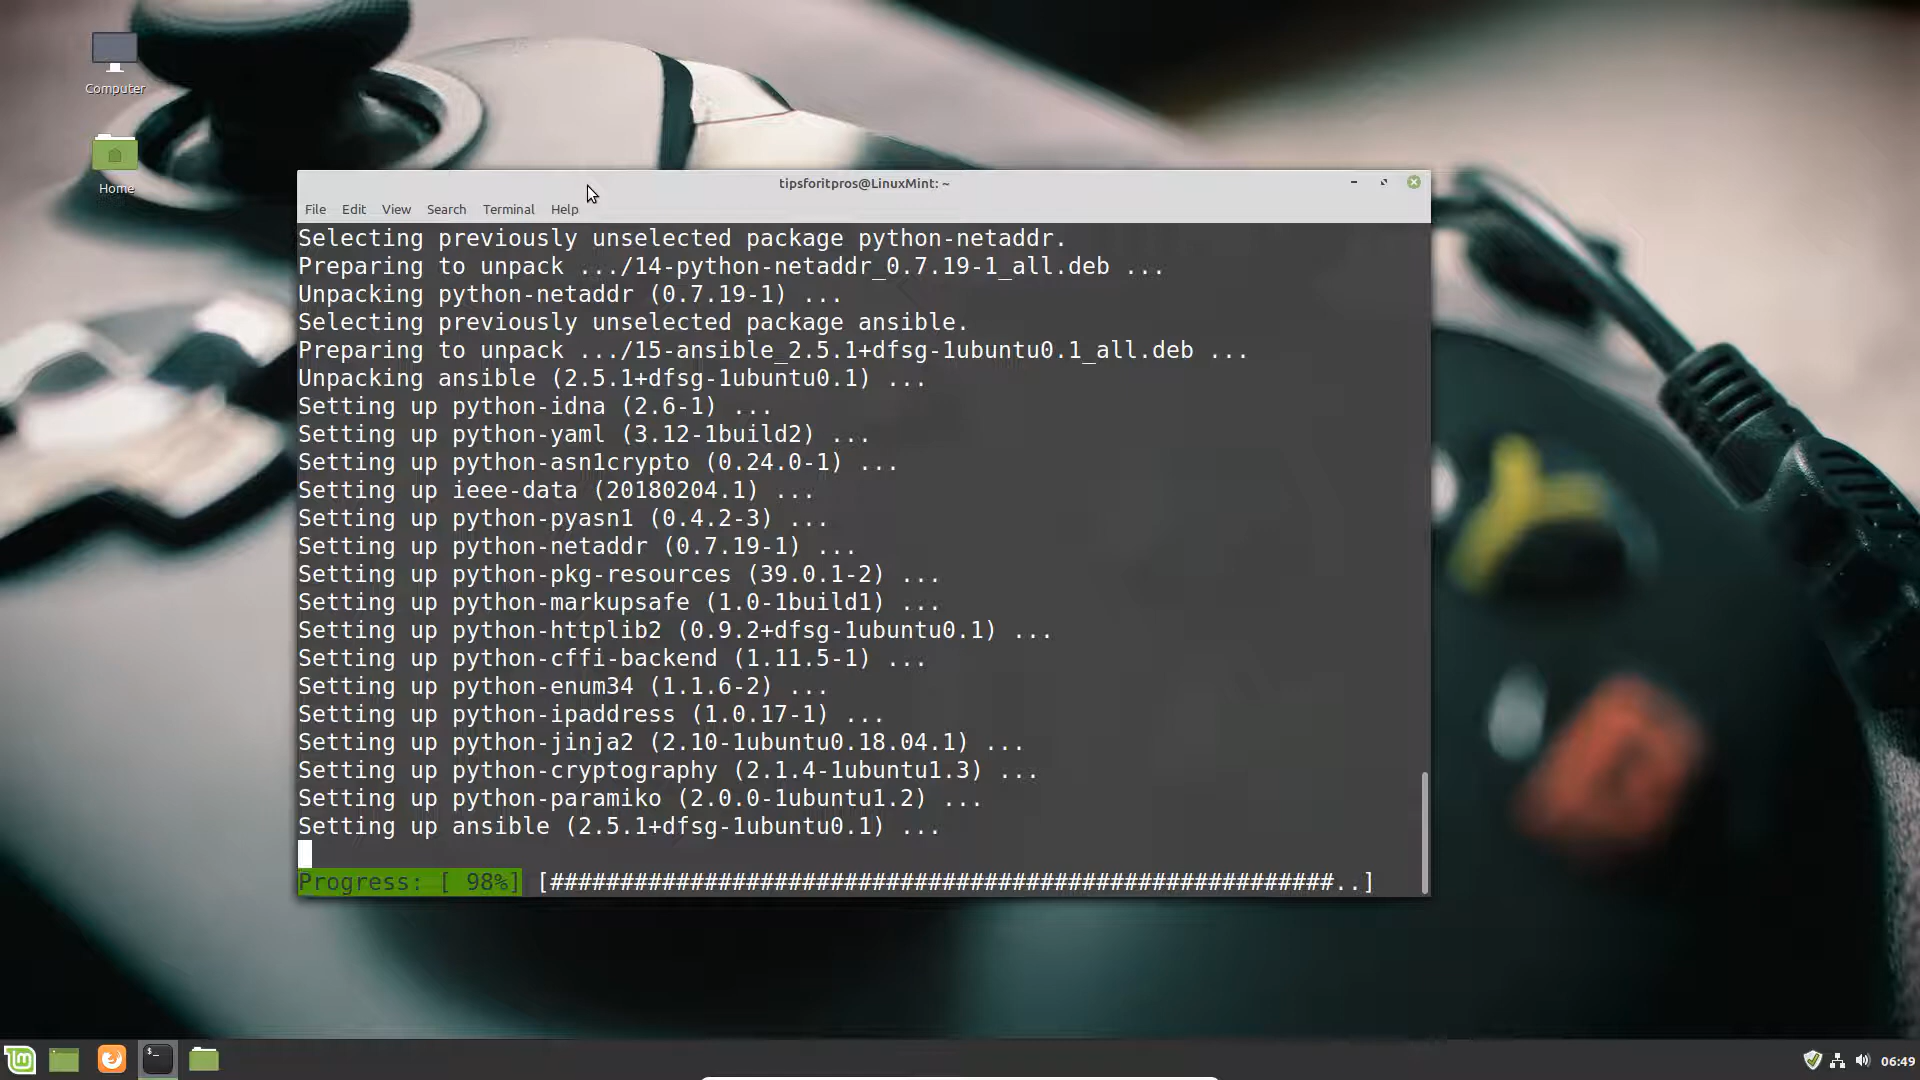 Computer
Home
tipsforitpros@LinuxMint: ~
File Edit View Search Terminal Help
Selecting previously unselected package python-netaddr.
Preparing to unpack .../14-python-netaddr_0.7.19-1_all.deb ...
Unpacking python-netaddr (0.7.19-1) ...
Selecting previously unselected package ansible.
Preparing to unpack .../15-ansible_2.5.1+dfsg-1ubuntu0.1_all.deb ...
Unpacking ansible (2.5.1+dfsg-1ubuntu0.1) ...
Setting up python-idna (2.6-1) ...
Setting up python-yaml (3.12-1build2) ...
Setting up python-asn1crypto (0.24.0-1) ...
Setting up ieee-data (20180204.1) ...
Setting up python-pyasn1 (0.4.2-3) ...
Setting up python-netaddr (0.7.19-1) ...
Setting up python-pkg-resources (39.0.1-2) ...
Setting up python-markupsafe (1.0-1build1) ...
Setting up python-httplib2 (0.9.2+dfsg-1ubuntu0.1) ...
Setting up python-cffi-backend (1.11.5-1) ...
Setting up python-enum34 (1.1.6-2) ...
Setting up python-ipaddress (1.0.17-1) ...
Setting up python-jinja2 (2.10-1ubuntu0.18.04.1) ...
Setting up python-cryptography (2.1.4-1ubuntu1.3) ...
Setting up python-paramiko (2.0.0-1ubuntu1.2) ...
Setting up ansible (2.5.1+dfsg-1ubuntu0.1) ...
Progress: [ 98%] [########################################################..]
06:49